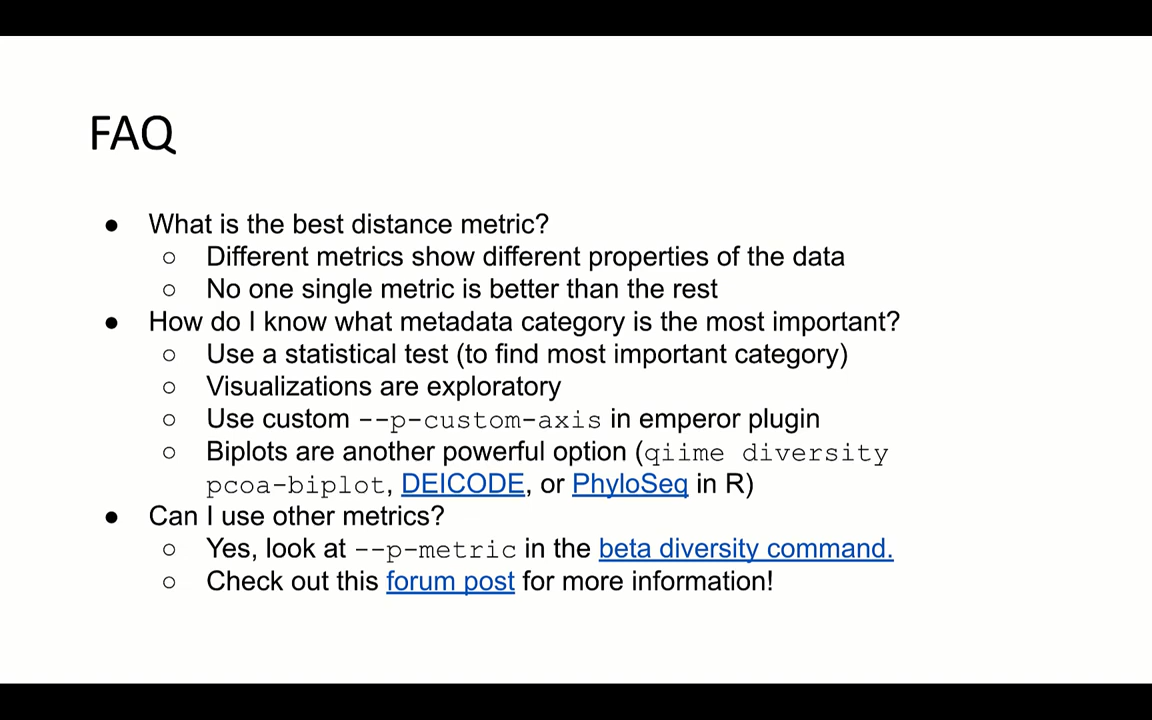 FAQ
● What is the best distance metric?
○ Different metrics show different properties of the data
○ No one single metric is better than the rest
● How do I know what metadata category is the most important?
○ Use a statistical test (to find most important category)
○ Visualizations are exploratory
○ Use custom --p-custom-axis in emperor plugin
○ Biplots are another powerful option (qiime diversity
pcoa-biplot, DEICODE, or PhyloSeq in R)
● Can I use other metrics?
○ Yes, look at --p-metric in the beta diversity command.
○ Check out this forum post for more information!